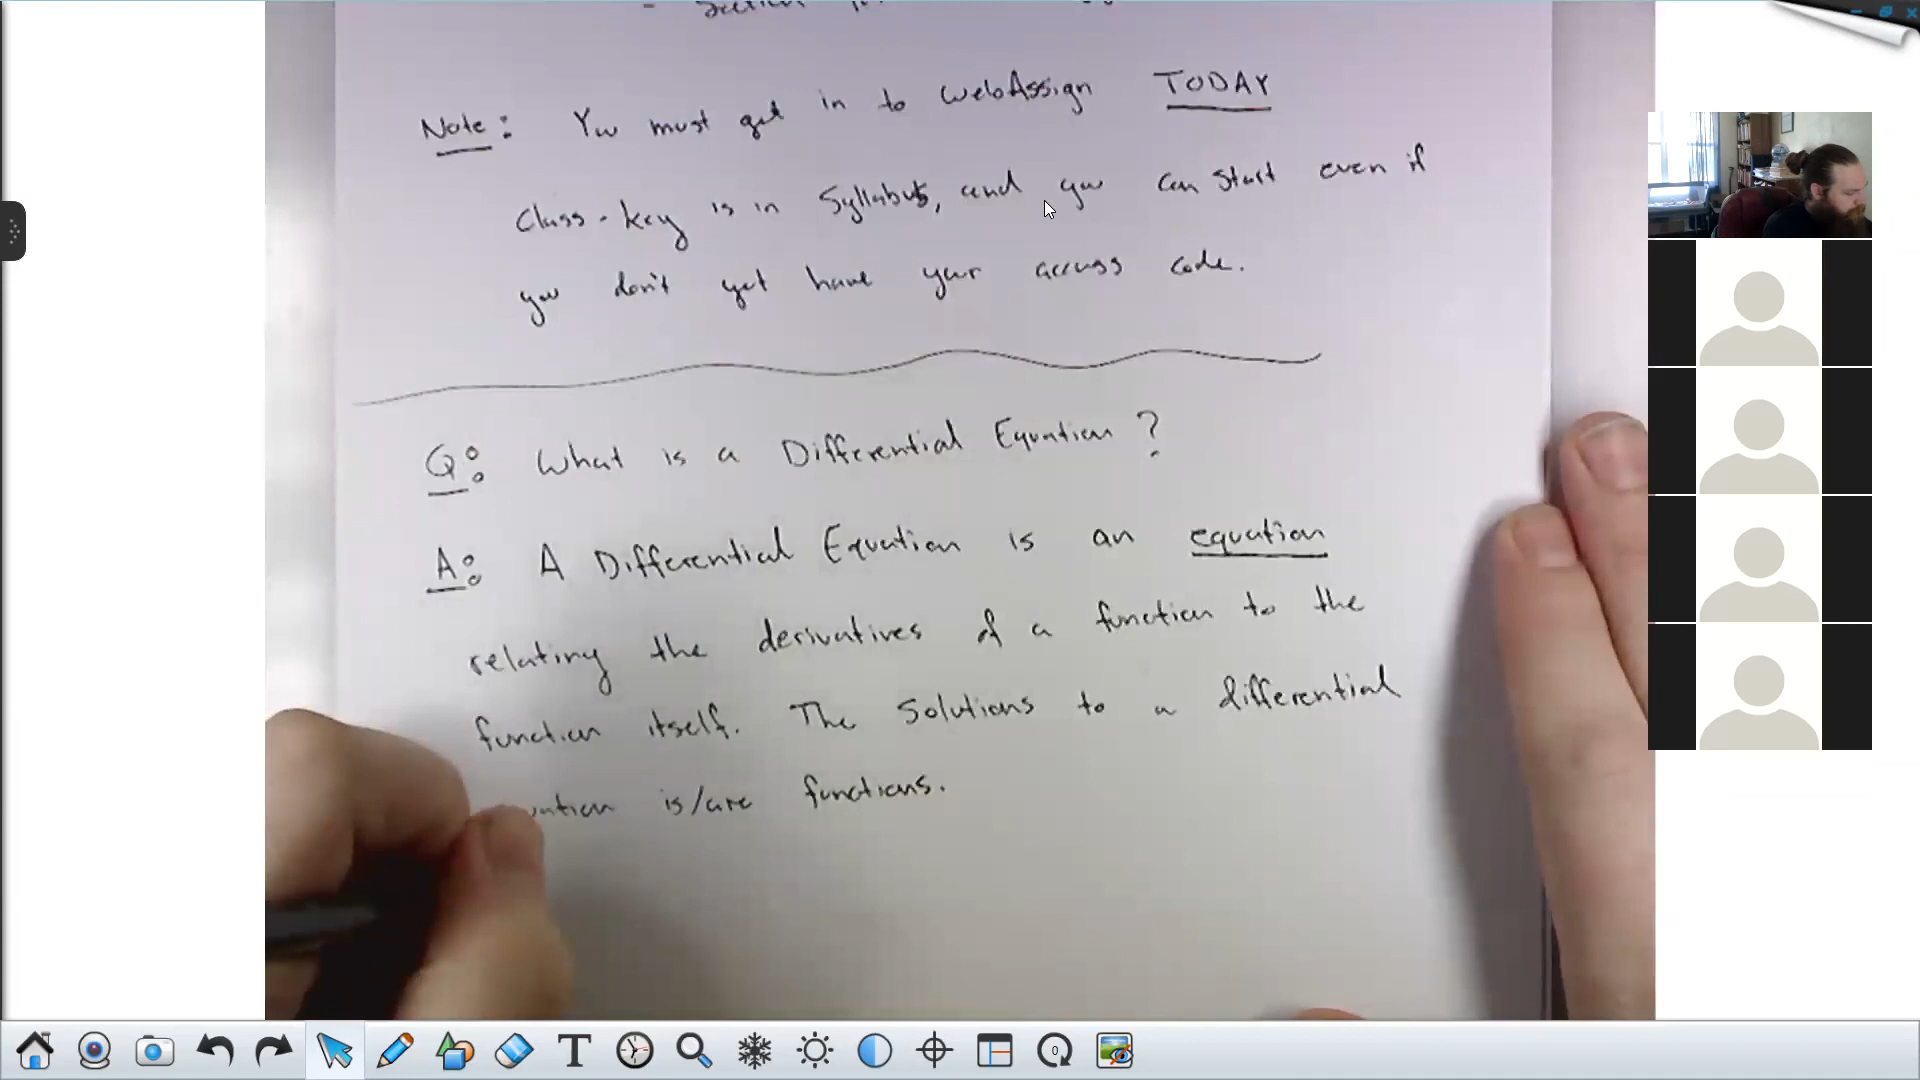 - Section
Note: You must get in to WebAssign TODAY
Class-key is in Syllabus, and you can start even if
you don't yet have your access code.
Q: What is a Differential Equation?
A: A Differential Equation is an equation
relating the derivatives of a function to the
function itself. The Solutions to a differential
is/are functions.
T
0